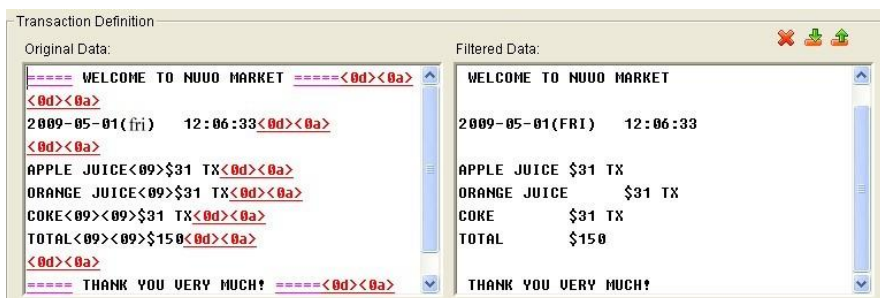 Transaction Definition
Original Data:
===== WELCOME TO NUUO MARKET =====<0d><0a>
<0d><0a>
2009-05-01(fri) 12:06:33<0d><0a>
<0d><0a>
APPLE JUICE<09>$31 TX<0d><0a>
ORANGE JUICE<09>$31 TX<0d><0a>
COKE<09><09>$31 TX<0d><0a>
TOTAL<09><09>$150<0d><0a>
<0d><0a>
===== THANK YOU VERY MUCH! =====<0d><0a>
Filtered Data:
WELCOME TO NUUO MARKET
2009-05-01(FRI) 12:06:33
APPLE JUICE $31 TX
ORANGE JUICE $31 TX
COKE $31 TX
TOTAL $150
THANK YOU VERY MUCH!